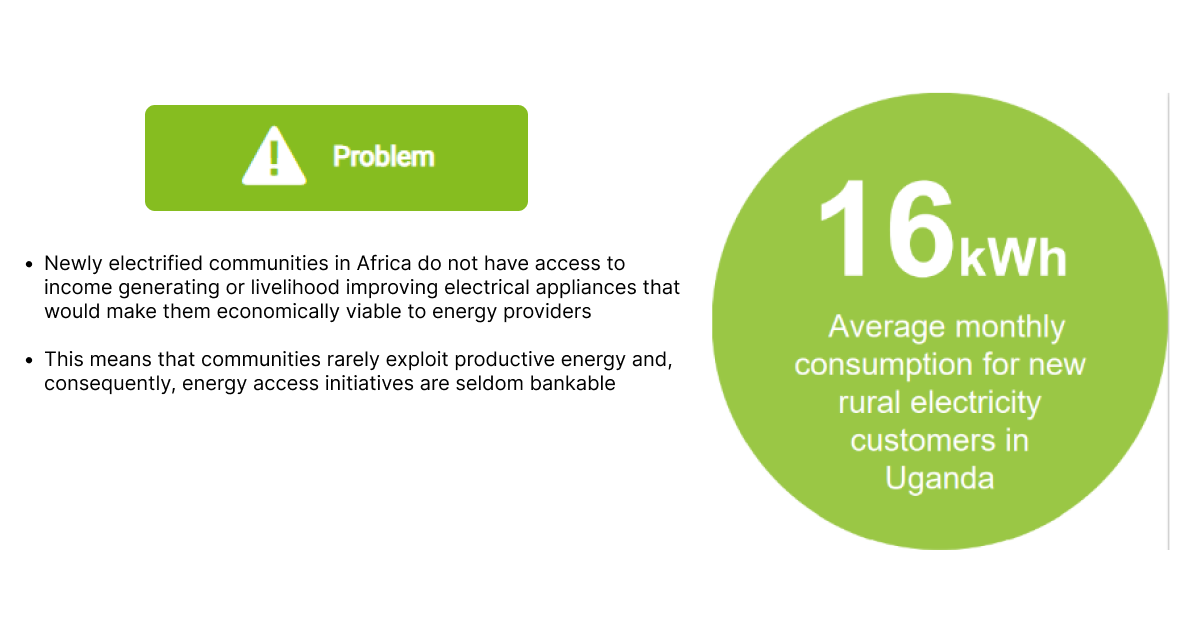 Problem
• Newly electrified communities in Africa do not have access to
income generating or livelihood improving electrical appliances that
would make them economically viable to energy providers
• This means that communities rarely exploit productive energy and,
consequently, energy access initiatives are seldom bankable
16kWh
Average monthly
consumption for new
rural electricity
customers in
Uganda